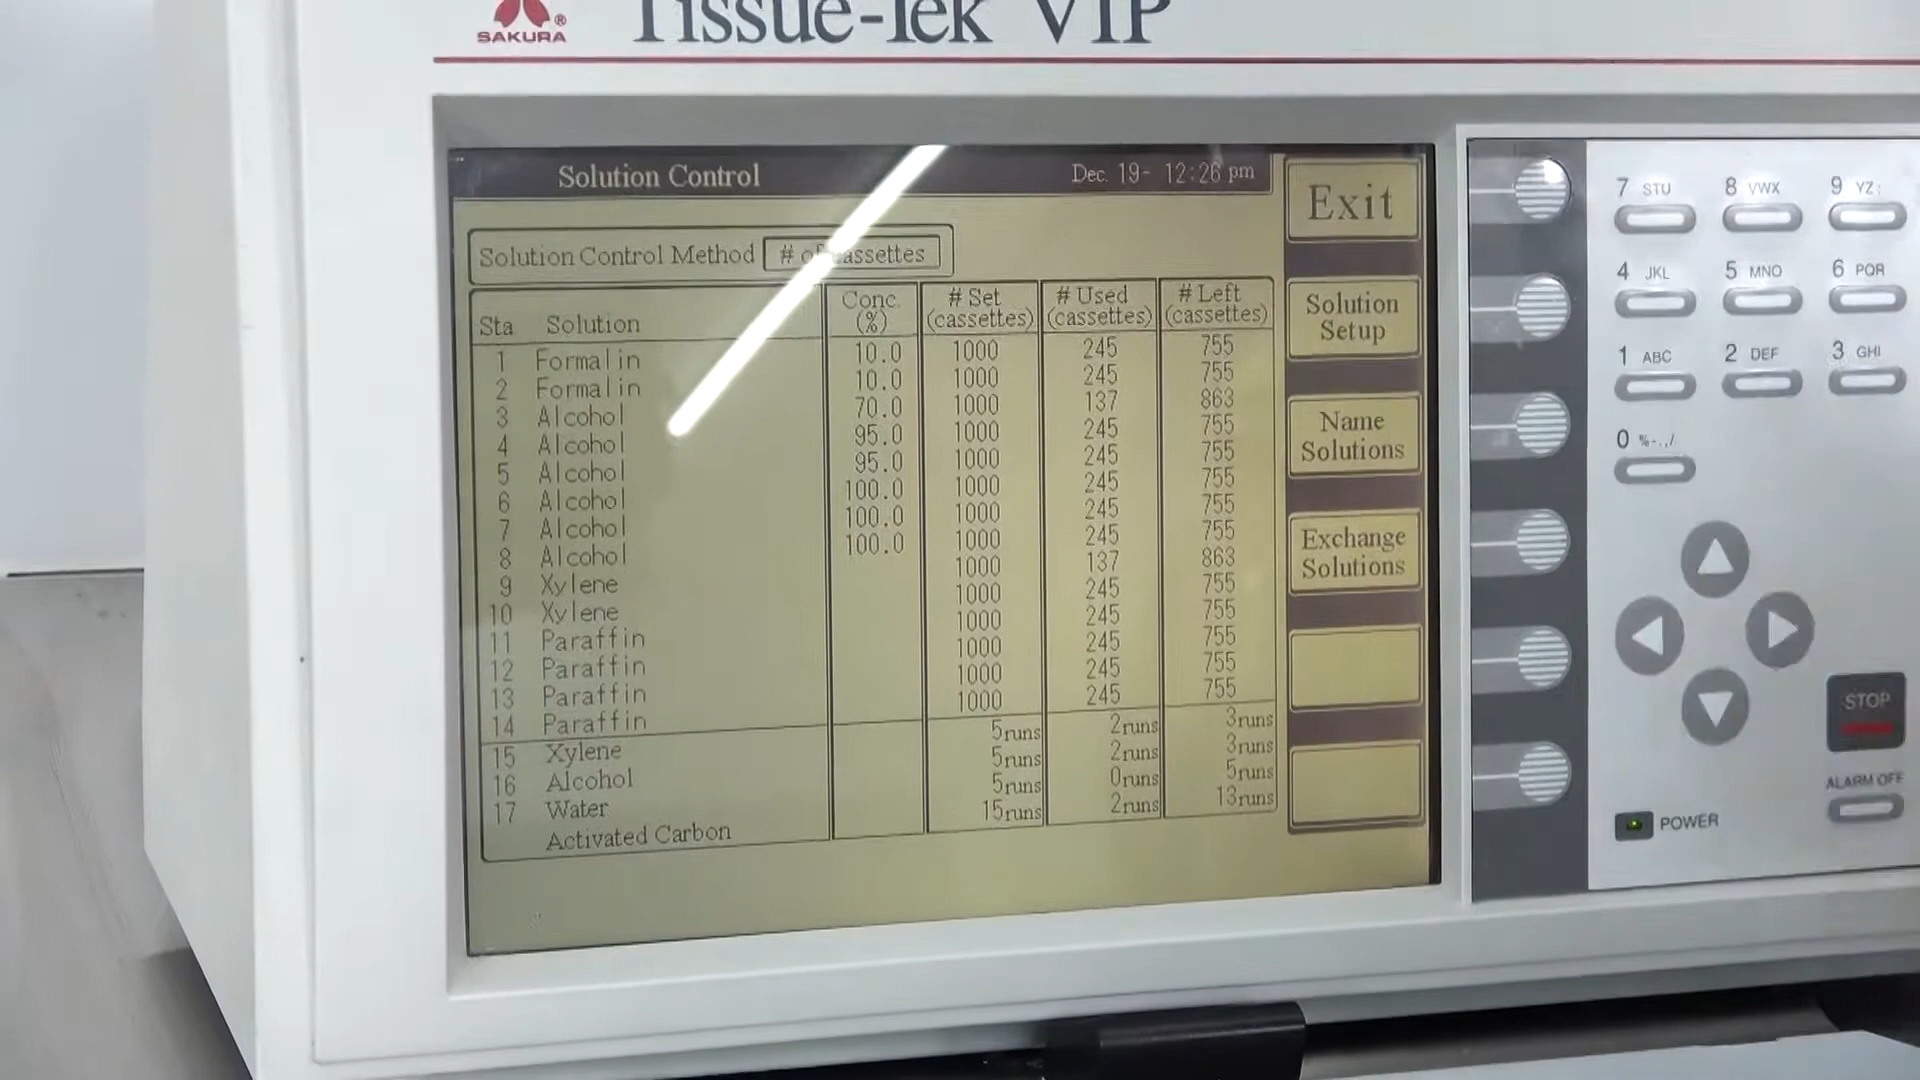 SAKURA ®
Tissue-Tek VIP
Solution Control Dec. 19- 12:26 pm
Solution Control Method # of cassettes
Sta Solution Conc. (%) # Set (cassettes) # Used (cassettes) # Left (cassettes)
1 Formalin 10.0 1000 245 755
2 Formalin 10.0 1000 245 755
3 Alcohol 70.0 1000 137 863
4 Alcohol 95.0 1000 245 755
5 Alcohol 95.0 1000 245 755
6 Alcohol 100.0 1000 245 755
7 Alcohol 100.0 1000 245 755
8 Alcohol 100.0 1000 245 755
9 Xylene 1000 137 863
10 Xylene 1000 245 755
11 Paraffin 1000 245 755
12 Paraffin 1000 245 755
13 Paraffin 1000 245 755
14 Paraffin 1000 245 755
15 Xylene 5runs 2runs 3runs
16 Alcohol 5runs 2runs 3runs
17 Water 5runs 0runs 5runs
Activated Carbon 15runs 2runs 13runs
Exit
Solution
Setup
Name
Solutions
Exchange
Solutions
7 STU 8 VWX 9 YZ:
4 JKL 5 MNO 6 PQR
1 ABC 2 DEF 3 GHI
0 %-.,/
STOP
ALARM OFF
POWER